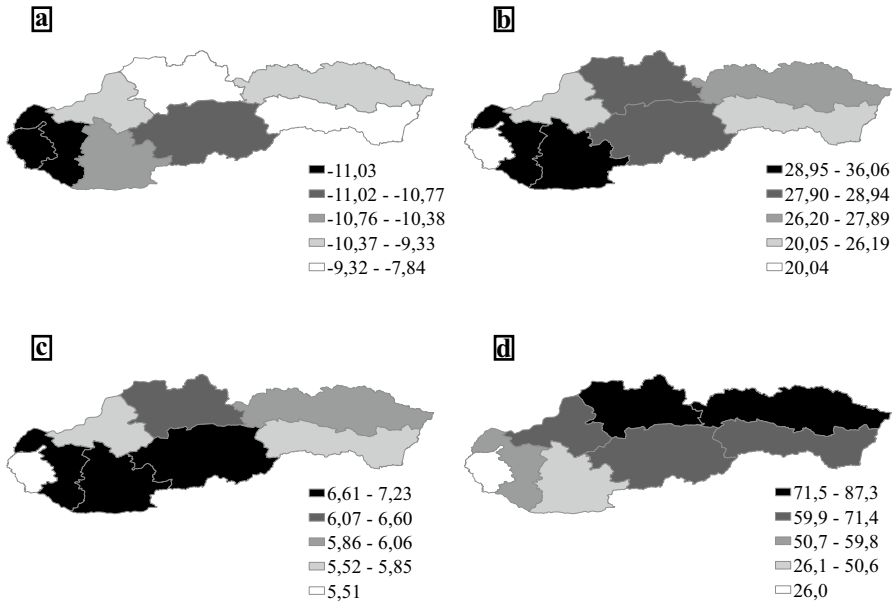 a
-11,03
-11,02 - -10,77
-10,76 - -10,38
-10,37 - -9,33
-9,32 - -7,84
b
28,95 - 36,06
27,90 - 28,94
26,20 - 27,89
20,05 - 26,19
20,04
c
6,61 - 7,23
6,07 - 6,60
5,86 - 6,06
5,52 - 5,85
5,51
d
71,5 - 87,3
59,9 - 71,4
50,7 - 59,8
26,1 - 50,6
26,0